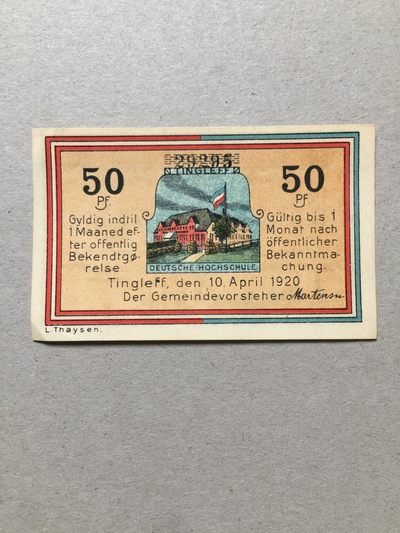 29295
TINGLEFF
50
Pf
Gyldig indtil
1 Maaned ef-
ter offentlig
Bekendtgø-
relse.
50
Pf
Gültig bis 1
Monat nach
öffentlicher
Bekanntma-
chung.
DEUTSCHE-HOCHSCHULE
Tingleff, den 10. April 1920
Der Gemeindevorsteher Martensen
L. Thaysen.